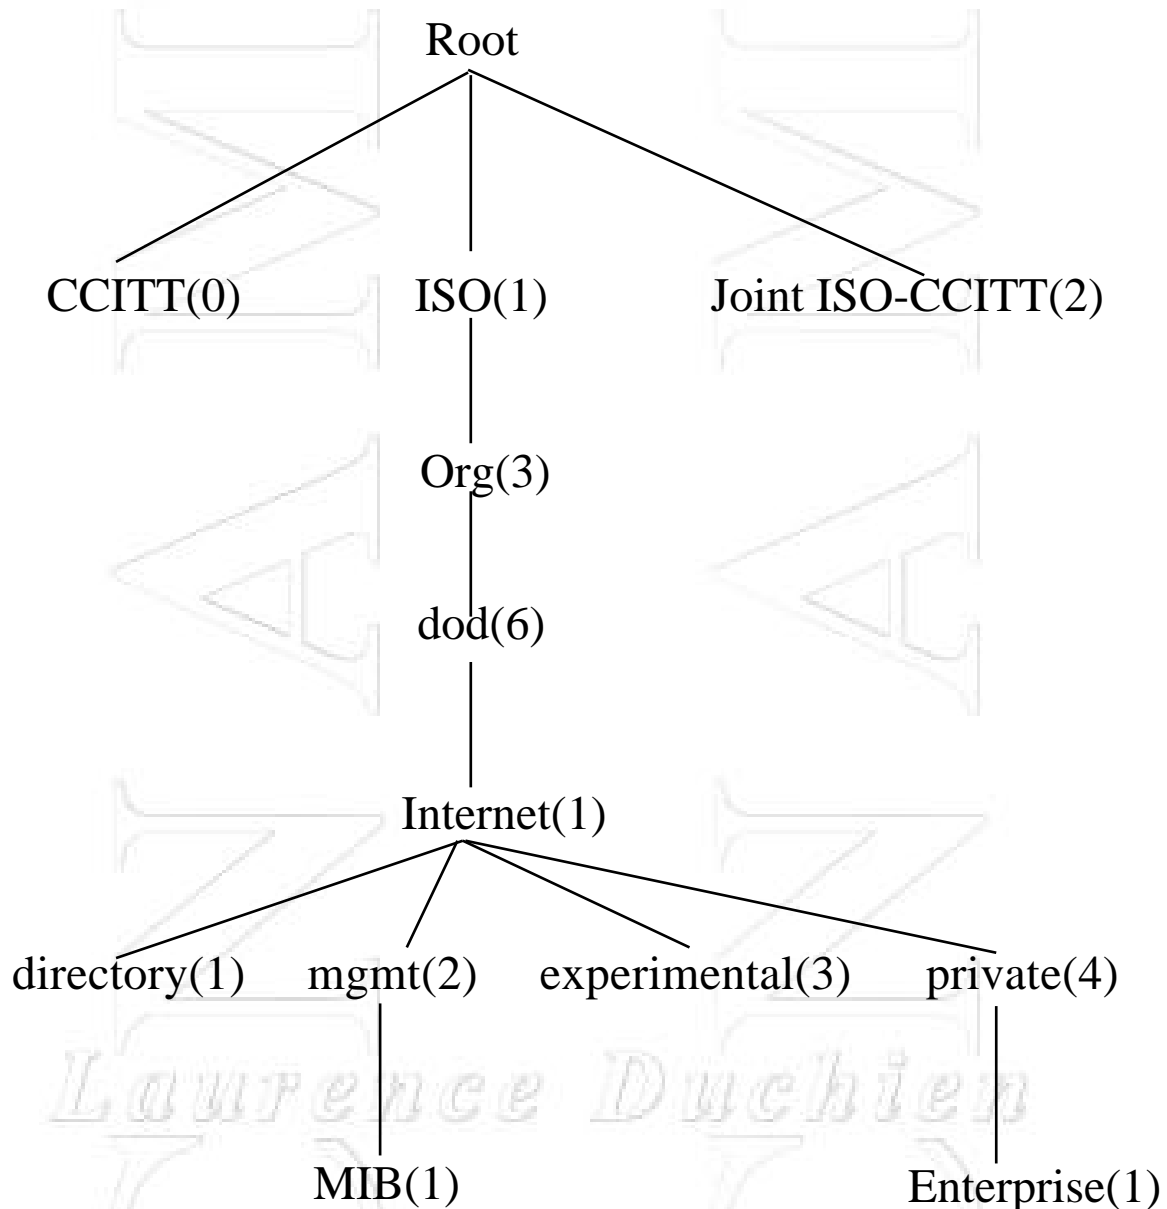 Root
CCITT(0) ISO(1) Joint ISO-CCITT(2)
Org(3)
dod(6)
Internet(1)
directory(1) mgmt(2) experimental(3) private(4)
Laurence Duchien
MIB(1) Enterprise(1)